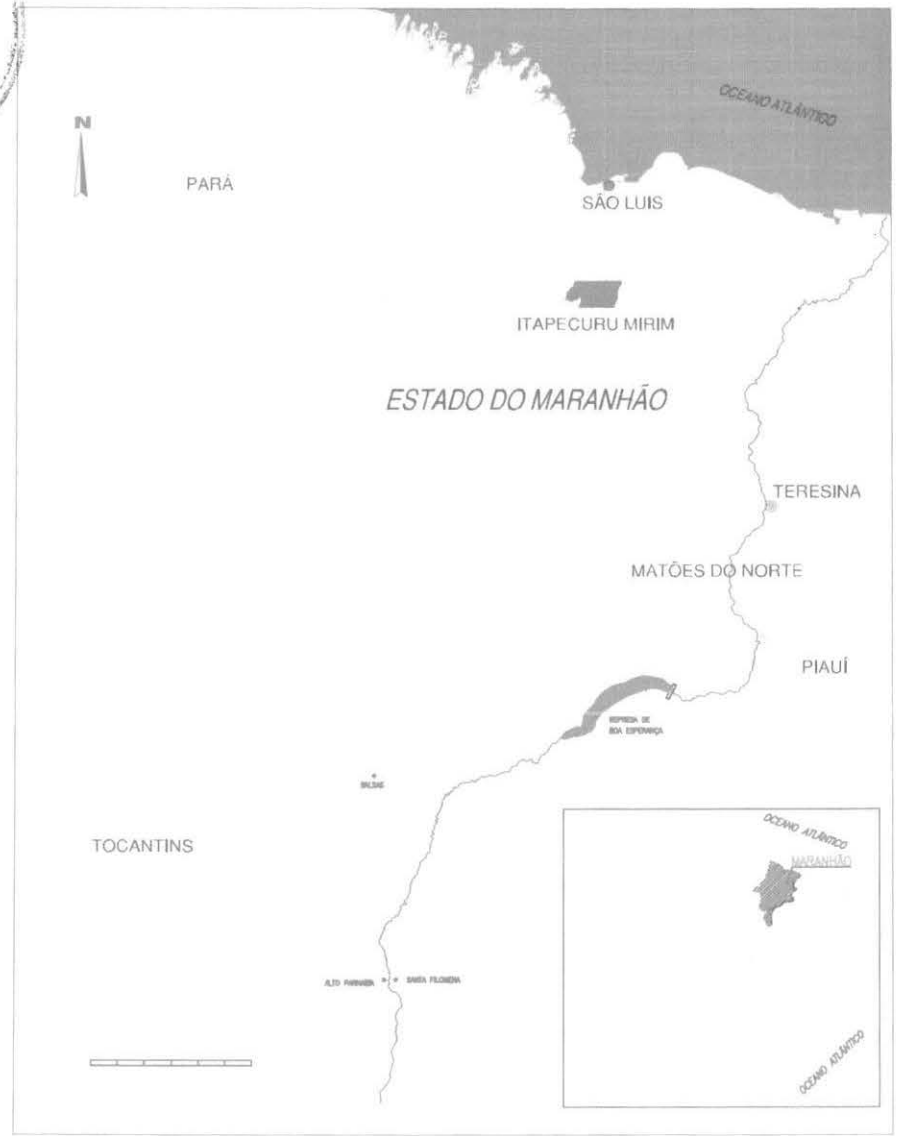 OCEANO ATLÂNTICO
N
PARÁ
SÃO LUIS
ITAPECURU MIRIM
ESTADO DO MARANHÃO
TERESINA
MATÕES DO NORTE
PIAUÍ
REPRESA DE
BOA ESPERANÇA
BALSAS
TOCANTINS
OCEANO ATLÂNTICO
MARANHÃO
ALTO PARNAIBA
SANTA FILOMENA
OCEANO ATLÂNTICO